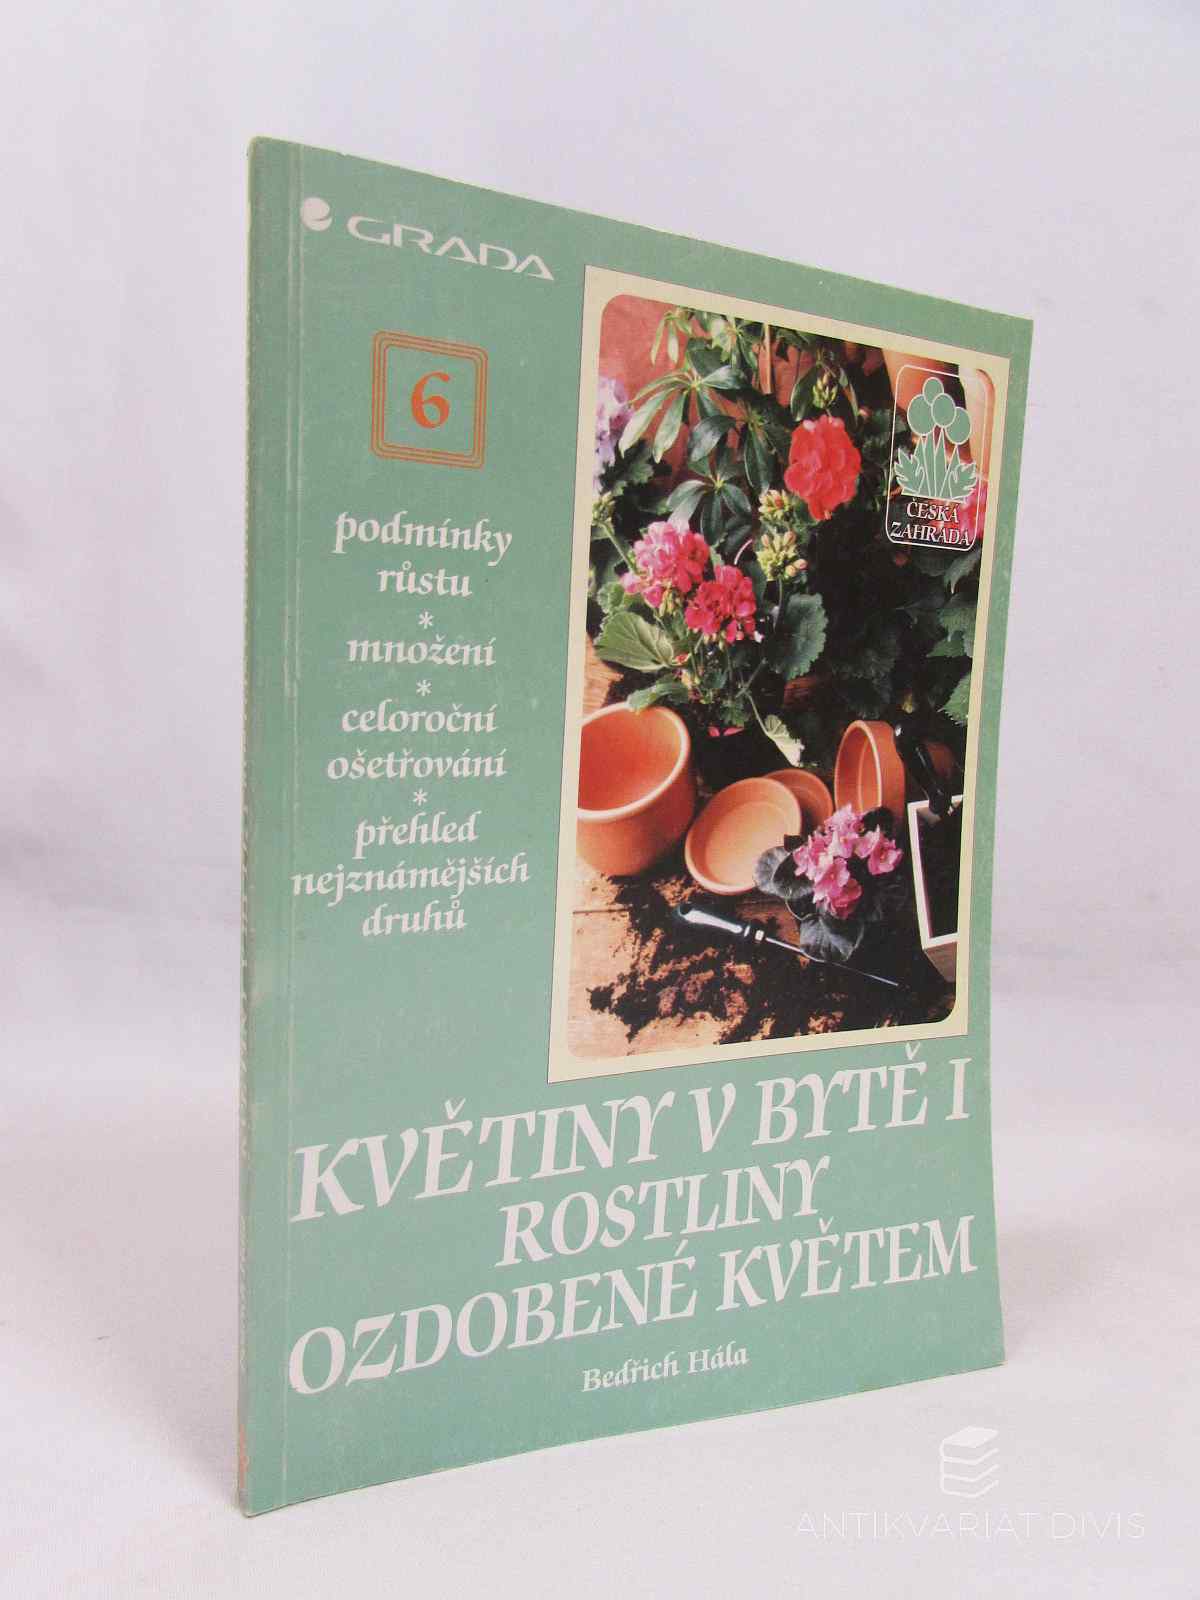 GRADA
6
podmínky
růstu
*
množení
*
celoroční
ošetřování
*
přehled
nejznámějších
druhů
ČESKÁ
ZAHRADA
KVĚTINY V BYTĚ I
ROSTLINY
OZDOBENÉ KVĚTEM
Bedřich Hála
ANTIKVARIAT DIVIS